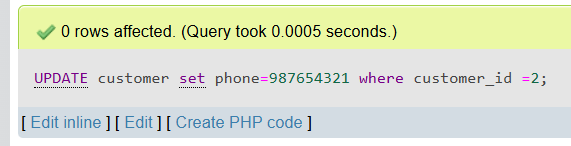 0 rows affected. (Query took 0.0005 seconds.)
UPDATE customer set phone=987654321 where customer_id =2;
[ Edit inline ] [ Edit ] [ Create PHP code ]